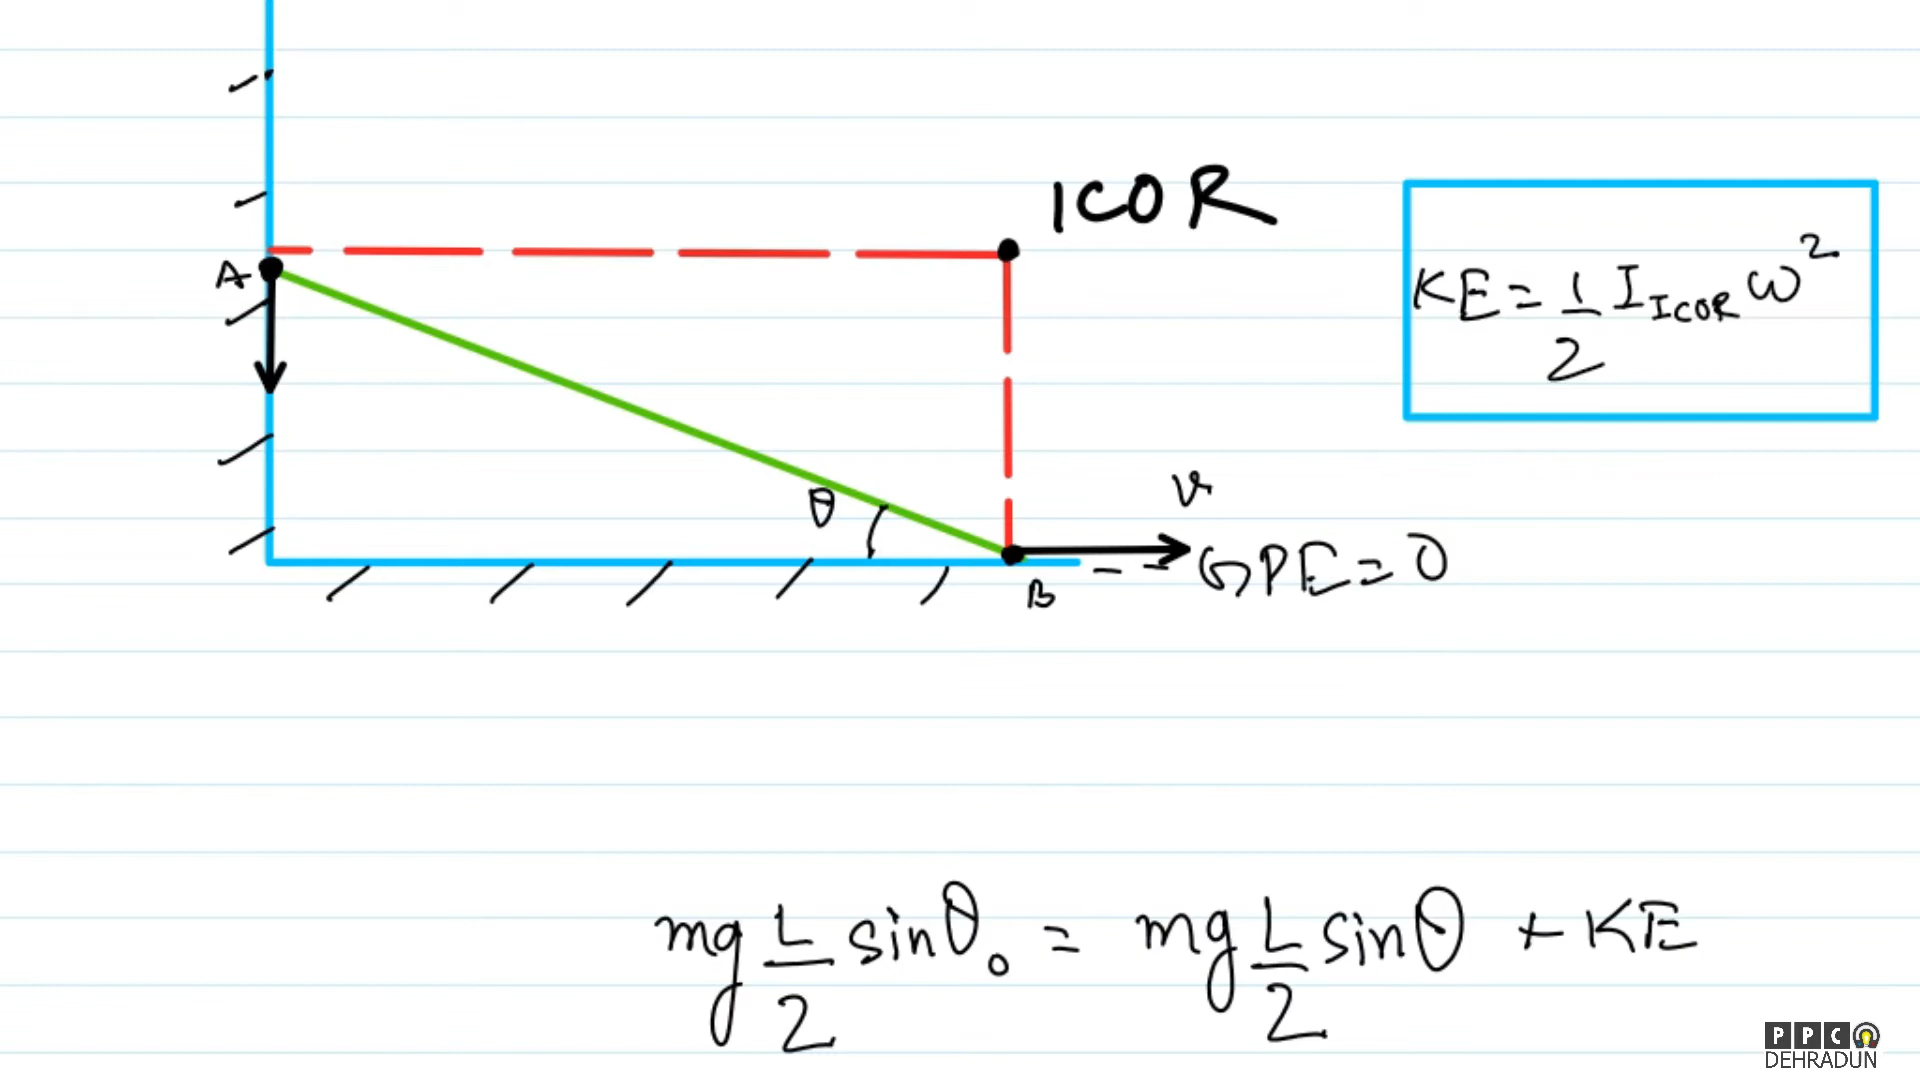 ICOR
KE = 1/2 I_ICOR ω²
A
θ
v
GPE = 0
B
mg L/2 sinθ₀ = mg L/2 sinθ + KE
PPC
DEHRADUN